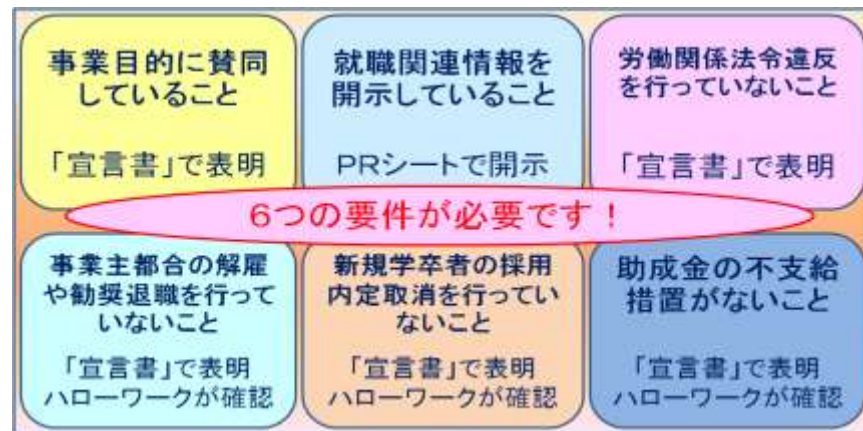 事業目的に賛同
していること
「宣言書」で表明
就職関連情報を
開示していること
PRシートで開示
労働関係法令違反
を行っていないこと
「宣言書」で表明
6つの要件が必要です！
事業主都合の解雇
や勧奨退職を行って
いないこと
「宣言書」で表明
ハローワークが確認
新規学卒者の採用
内定取消を行ってい
ないこと
「宣言書」で表明
ハローワークが確認
助成金の不支給
措置がないこと
「宣言書」で表明
ハローワークが確認